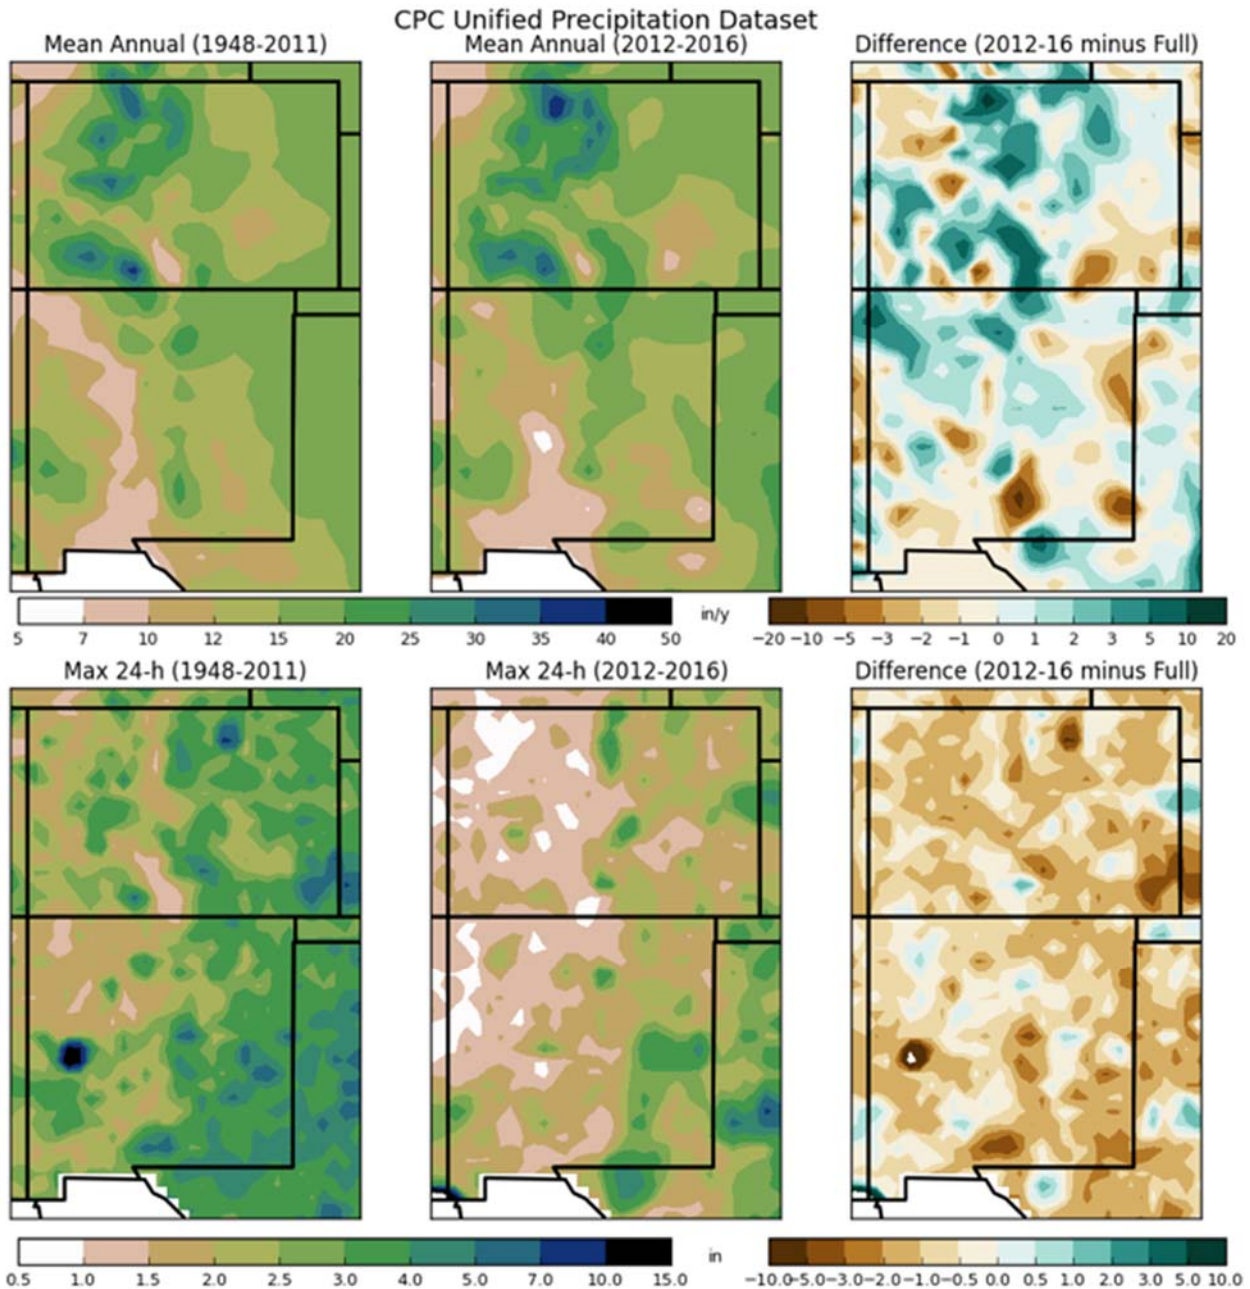 CPC Unified Precipitation Dataset
Mean Annual (1948-2011) Mean Annual (2012-2016) Difference (2012-16 minus Full)
5 7 10 12 15 20 25 30 35 40 50 in/y −20 −10 −5 −3 −2 −1 0 1 2 3 5 10 20
Max 24-h (1948-2011) Max 24-h (2012-2016) Difference (2012-16 minus Full)
0.5 1.0 1.5 2.0 2.5 3.0 4.0 5.0 7.0 10.0 15.0 in −10.0 −5.0 −3.0 −2.0 −1.0 −0.5 0.0 0.5 1.0 2.0 3.0 5.0 10.0